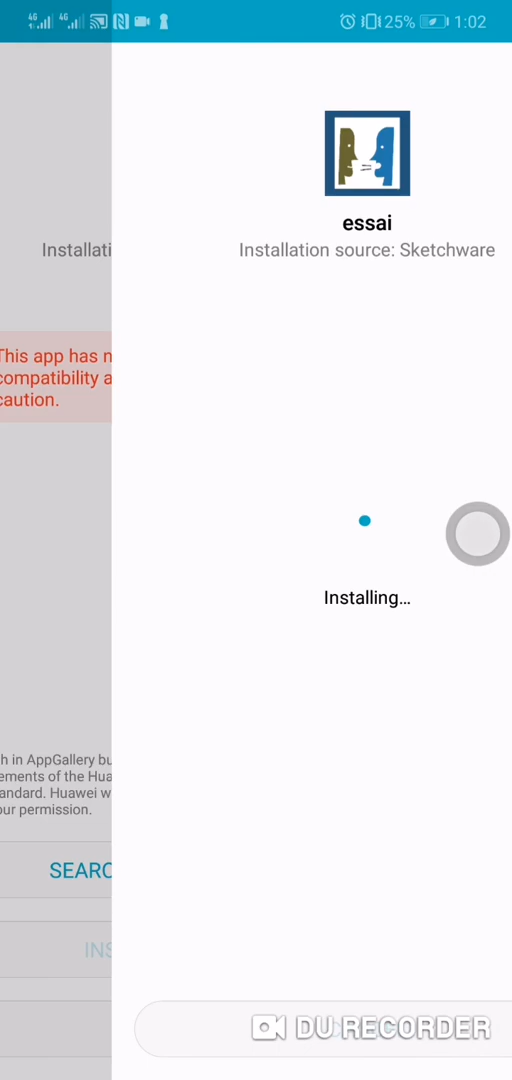 4G 4G 25% 1:02
essai
Installati
Installation source: Sketchware
This app has n
compatibility a
caution.
Installing...
h in AppGallery bu
ements of the Hua
andard. Huawei w
our permission.
SEARC
INS
DU RECORDER